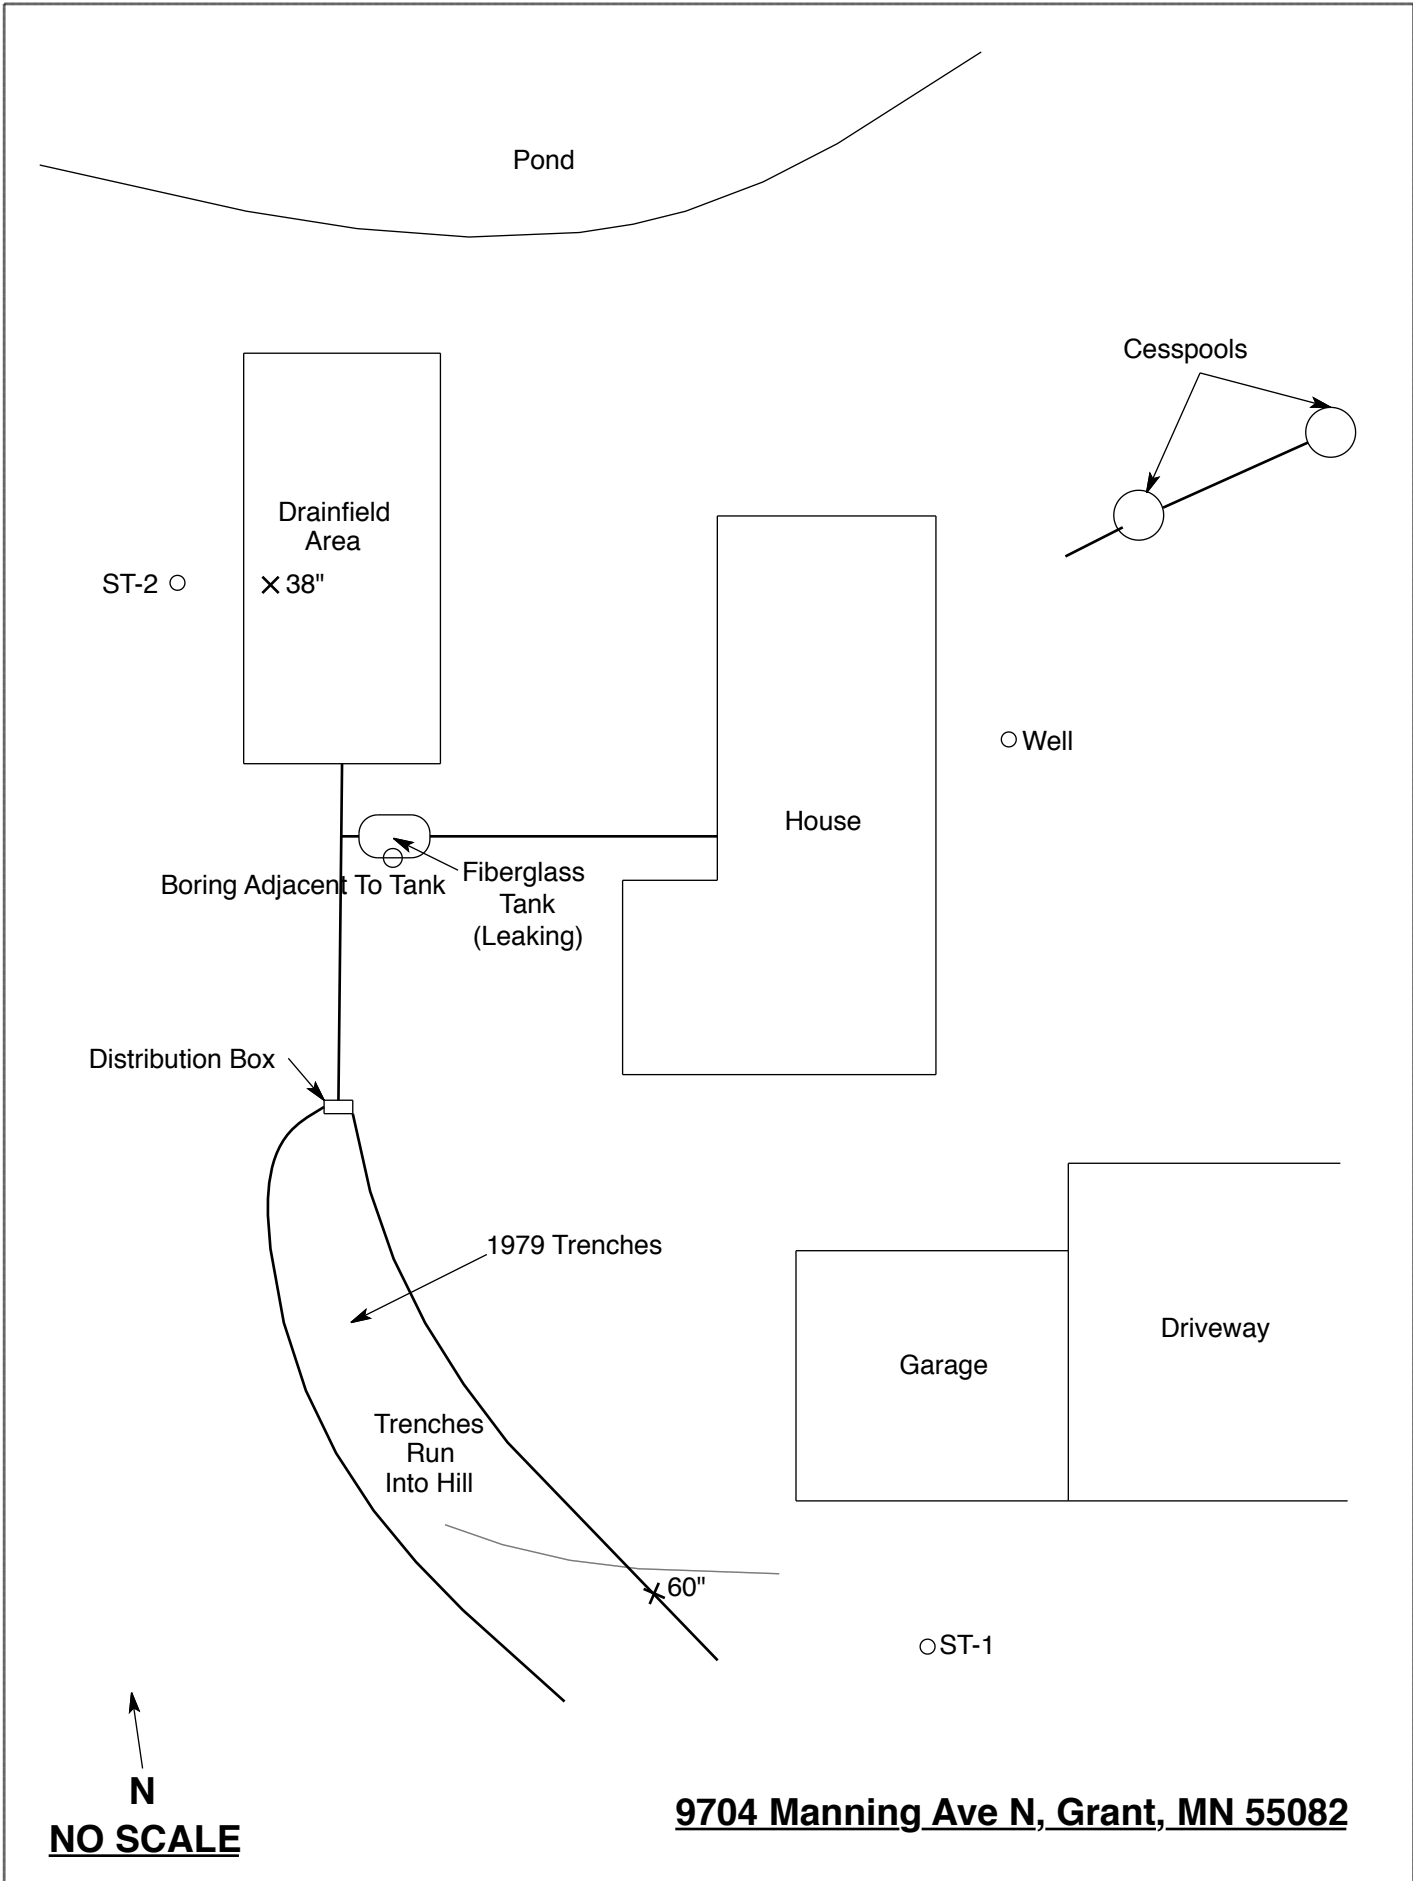 Pond
Cesspools
Drainfield
Area
ST-2
38"
Well
House
Boring Adjacent To Tank
Fiberglass
Tank
(Leaking)
Distribution Box
1979 Trenches
Driveway
Garage
Trenches
Run
Into Hill
60"
ST-1
N
NO SCALE
9704 Manning Ave N, Grant, MN 55082